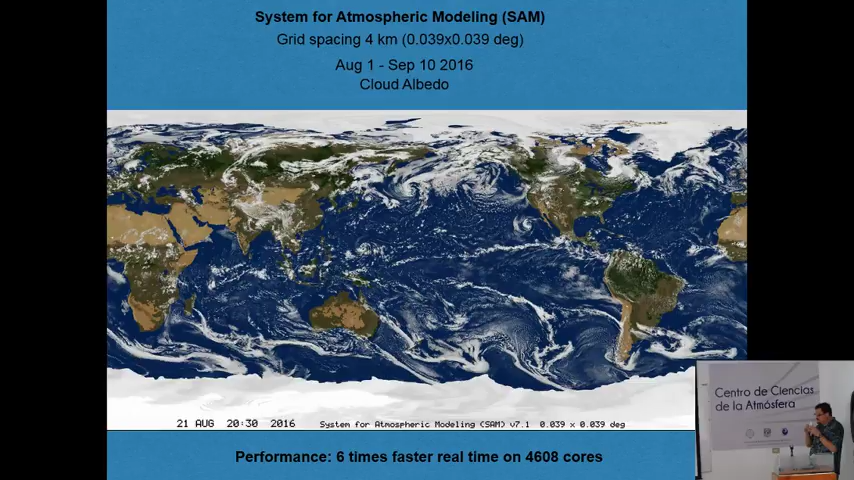 System for Atmospheric Modeling (SAM)
Grid spacing 4 km (0.039x0.039 deg)
Aug 1 - Sep 10 2016
Cloud Albedo
21 AUG 20:30 2016
System for Atmospheric Modeling (SAM) v7.1 0.039 x 0.039 deg
Centro de Ciencias
de la Atmósfera
Performance: 6 times faster real time on 4608 cores